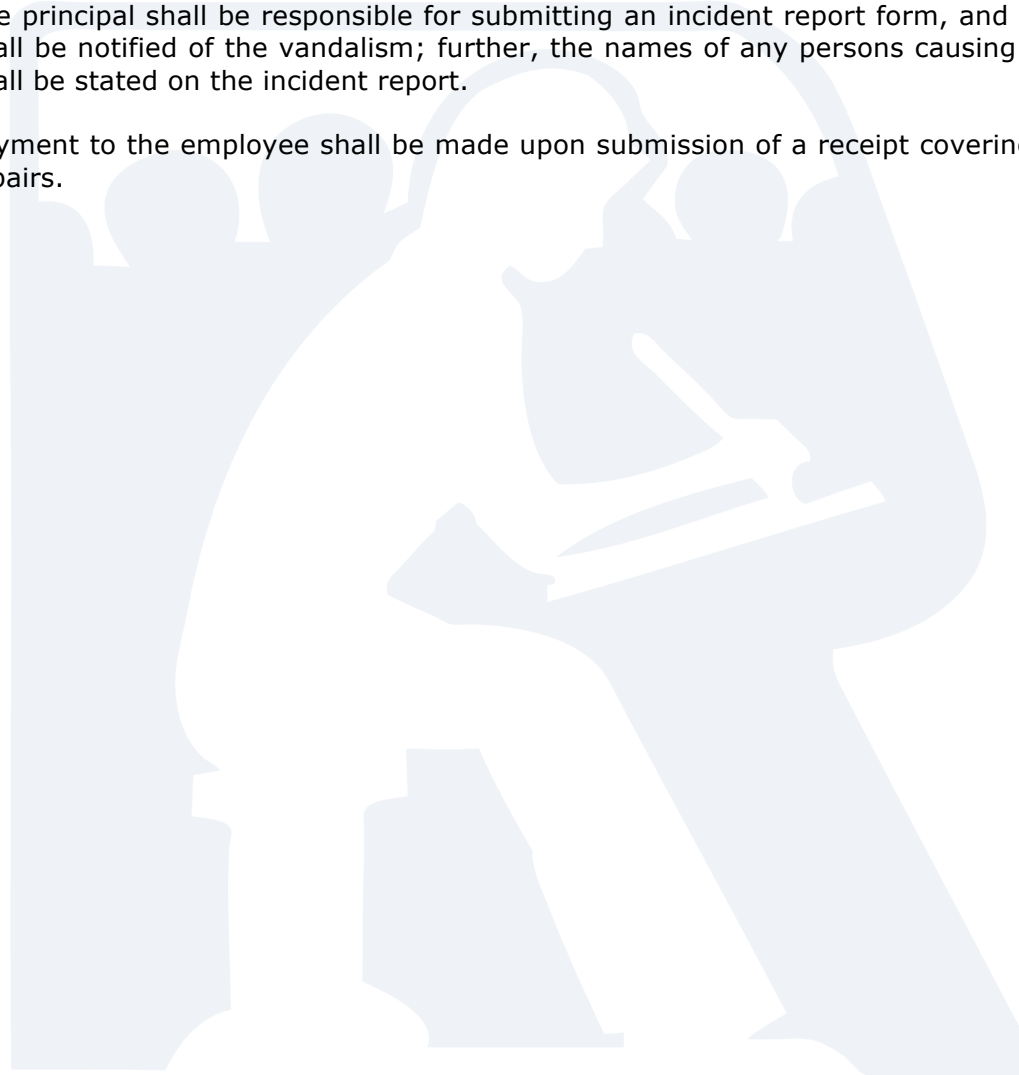 e principal shall be responsible for submitting an incident report form, and
all be notified of the vandalism; further, the names of any persons causing
all be stated on the incident report.
yment to the employee shall be made upon submission of a receipt covering
pairs.